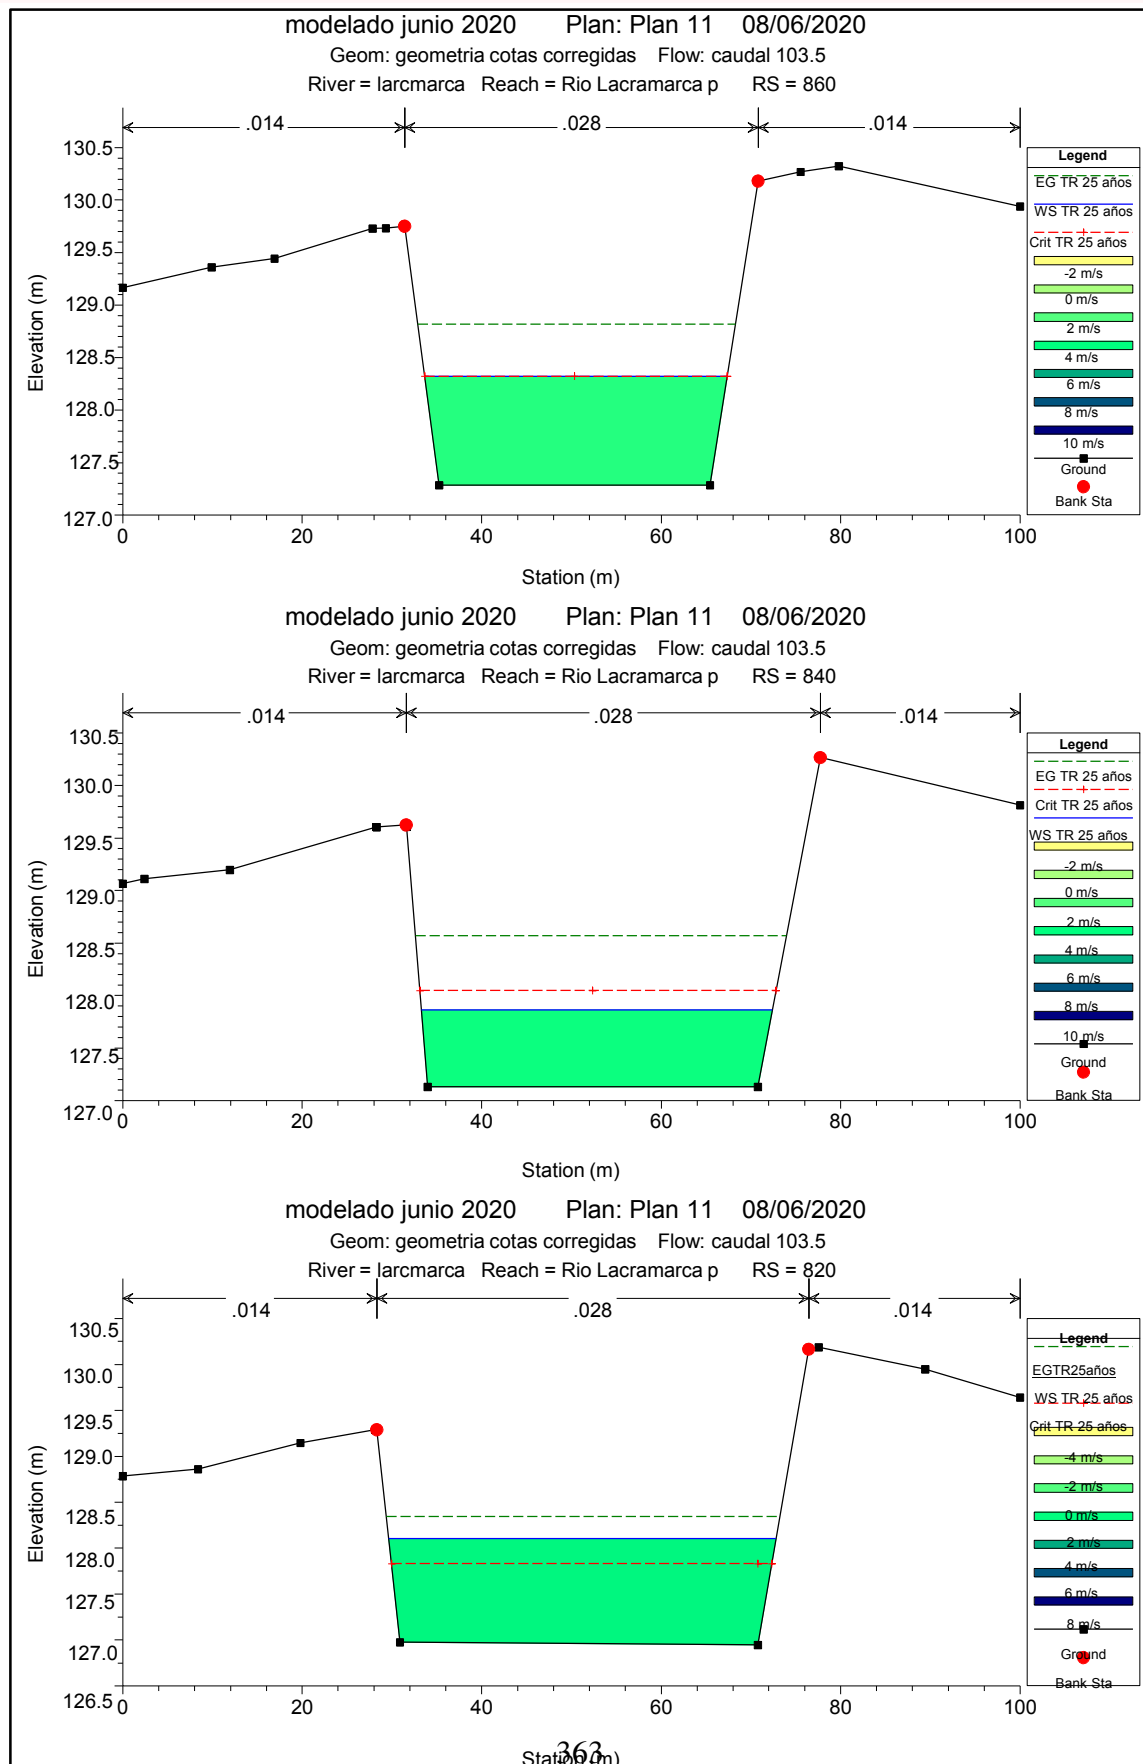 modelado junio 2020 Plan: Plan 11 08/06/2020
Geom: geometria cotas corregidas Flow: caudal 103.5
River = larcmarca Reach = Rio Lacramarca p RS = 860
.014 .028 .014
130.5
130.0
129.5
129.0
128.5
128.0
127.5
127.0
Elevation (m)
0 20 40 60 80 100
Station (m)
Legend
EG TR 25 años
WS TR 25 años
Crit TR 25 años
-2 m/s
0 m/s
2 m/s
4 m/s
6 m/s
8 m/s
10 m/s
Ground
Bank Sta
modelado junio 2020 Plan: Plan 11 08/06/2020
Geom: geometria cotas corregidas Flow: caudal 103.5
River = larcmarca Reach = Rio Lacramarca p RS = 840
.014 .028 .014
130.5
130.0
129.5
129.0
128.5
128.0
127.5
127.0
Elevation (m)
0 20 40 60 80 100
Station (m)
Legend
EG TR 25 años
Crit TR 25 años
WS TR 25 años
-2 m/s
0 m/s
2 m/s
4 m/s
6 m/s
8 m/s
10 m/s
Ground
Bank Sta
modelado junio 2020 Plan: Plan 11 08/06/2020
Geom: geometria cotas corregidas Flow: caudal 103.5
River = larcmarca Reach = Rio Lacramarca p RS = 820
.014 .028 .014
130.5
130.0
129.5
129.0
128.5
128.0
127.5
127.0
126.5
Elevation (m)
0 20 40 60 80 100
Station (m)
Legend
EGTR25años
WS TR 25 años
Crit TR 25 años
-4 m/s
-2 m/s
0 m/s
2 m/s
4 m/s
6 m/s
8 m/s
Ground
Bank Sta
363